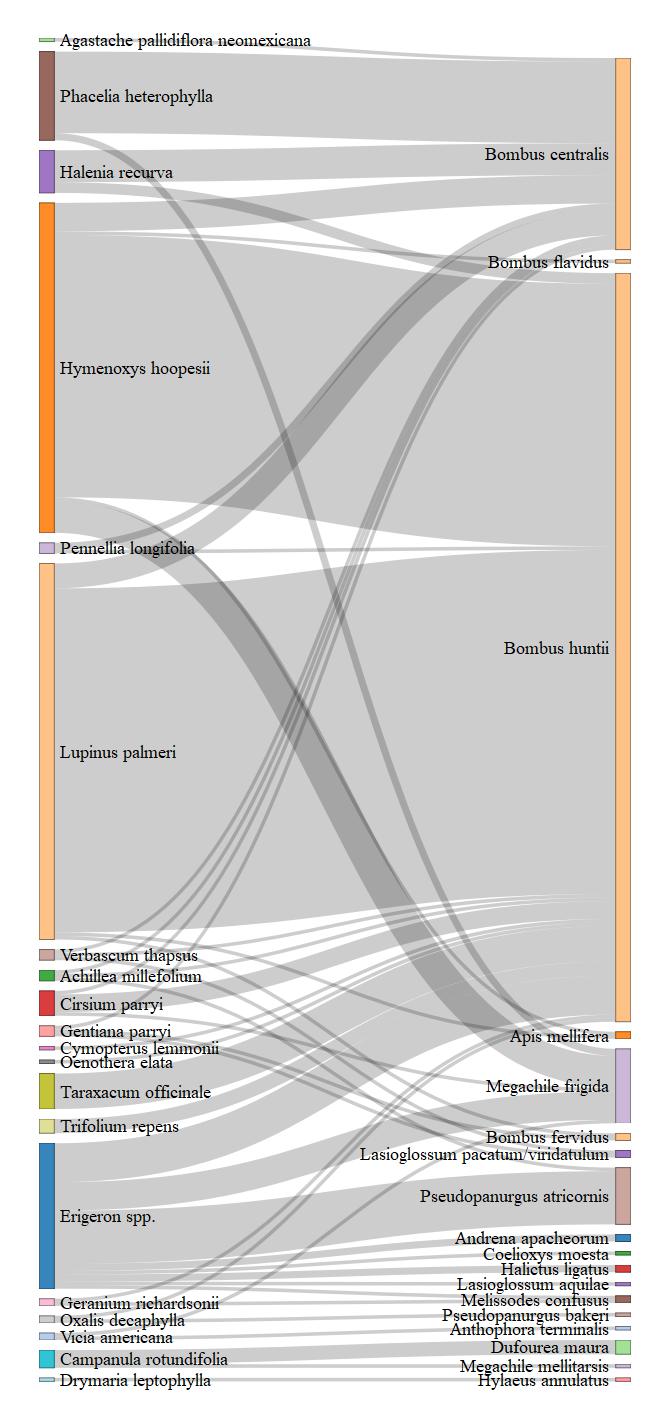 Agastache pallidiflora neomexicana
Phacelia heterophylla
Halenia recurva
Hymenoxys hoopesii
Pennellia longifolia
Lupinus palmeri
Verbascum thapsus
Achillea millefolium
Cirsium parryi
Gentiana parryi
Cymopterus lemmonii
Oenothera elata
Taraxacum officinale
Trifolium repens
Erigeron spp.
Geranium richardsonii
Oxalis decaphylla
Vicia americana
Campanula rotundifolia
Drymaria leptophylla
Bombus centralis
Bombus flavidus
Bombus huntii
Apis mellifera
Megachile frigida
Bombus fervidus
Lasioglossum pacatum/viridatulum
Pseudopanurgus atricornis
Andrena apacheorum
Coelioxys moesta
Halictus ligatus
Lasioglossum aquilae
Melissodes confusus
Pseudopanurgus bakeri
Anthophora terminalis
Dufourea maura
Megachile mellitarsis
Hylaeus annulatus